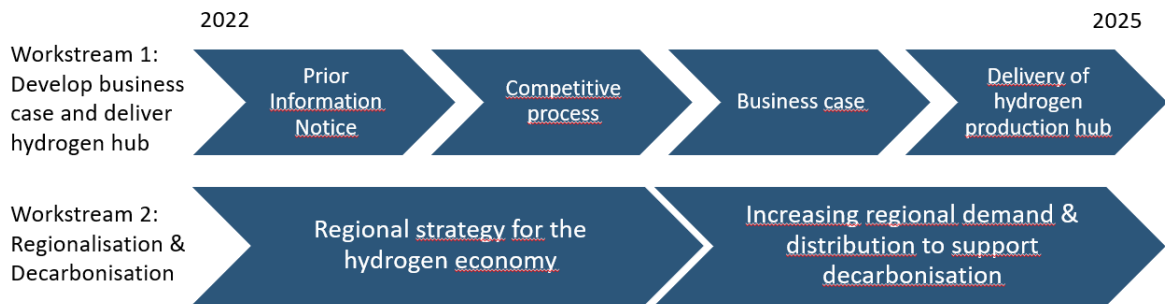 2022
2025
Workstream 1:
Develop business
case and deliver
hydrogen hub
Prior
Information
Notice
Competitive
process
Business case
Delivery of
hydrogen
production hub
Workstream 2:
Regionalisation &
Decarbonisation
Regional strategy for the
hydrogen economy
Increasing regional demand &
distribution to support
decarbonisation